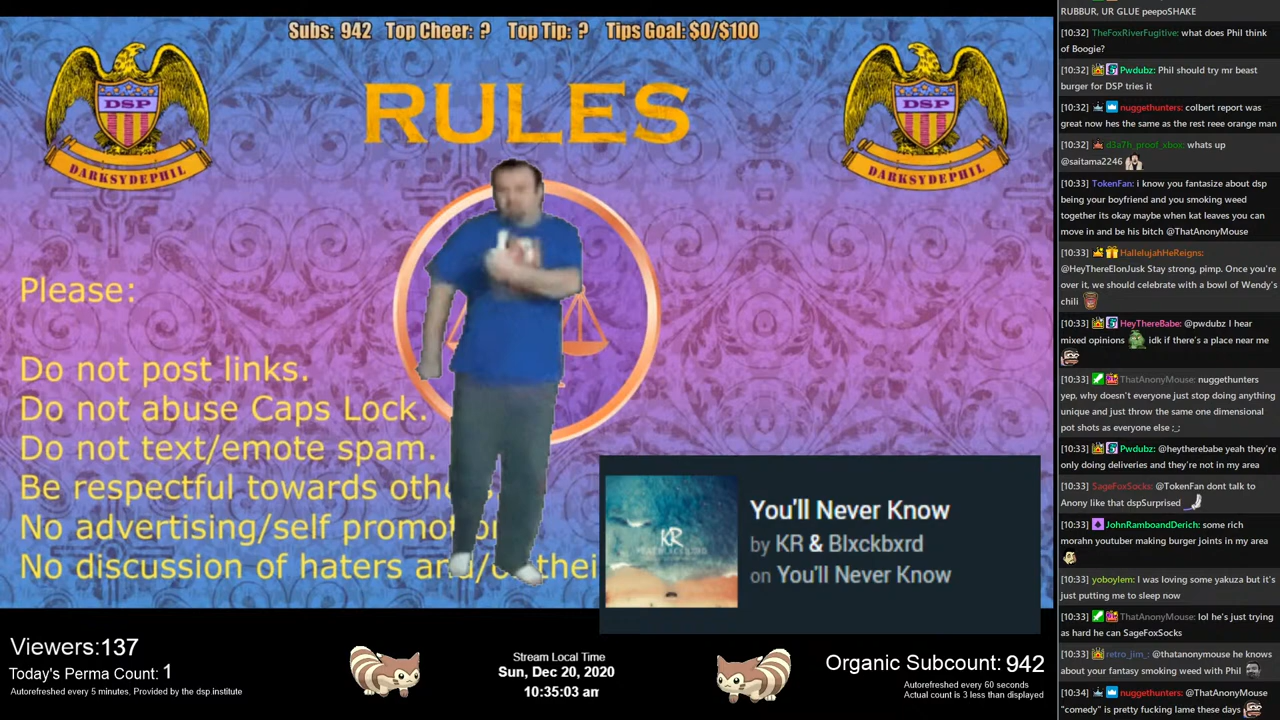 Subs: 942 Top Cheer: ? Top Tip: ? Tips Goal: $0/$100
RULES
DSP
DARKSYDEPHIL
DSP
DARKSYDEPHIL
Please:
Do not post links.
Do not abuse Caps Lock.
Do not text/emote spam.
Be respectful towards oth
No advertising/self promot
No discussion of haters an thei
KR
You'll Never Know
by KR & Blxckbxrd
on You'll Never Know
Viewers:137
Today's Perma Count: 1
Autorefreshed every 5 minutes, Provided by the dsp institute
Stream Local Time
Sun, Dec 20, 2020
10:35:03 am
Organic Subcount: 942
Autorefreshed every 60 seconds
Actual count is 3 less than displayed
RUBBUR, UR GLUE peepoSHAKE
[10:32] TheFoxRiverFugitive: what does Phil think
of Boogie?
[10:32] Pwdubz: Phil should try mr beast
burger for DSP tries it
[10:32] nuggethunters: colbert report was
great now hes the same as the rest reee orange man
[10:32] d3a7h_proof_xbox: whats up
@saitama2246
[10:33] TokenFan: i know you fantasize about dsp
being your boyfriend and you smoking weed
together its okay maybe when kat leaves you can
move in and be his bitch @ThatAnonyMouse
[10:33] HallelujahHeReigns:
@HeyThereElonJusk Stay strong, pimp. Once you're
over it, we should celebrate with a bowl of Wendy's
chili
[10:33] HeyThereBabe: @pwdubz I hear
mixed opinions idk if there's a place near me
[10:33] ThatAnonyMouse: nuggethunters
yep, why doesn't everyone just stop doing anything
unique and just throw the same one dimensional
pot shots as everyone else ;_;
[10:33] Pwdubz: @heytherebabe yeah they're
only doing deliveries and they're not in my area
[10:33] SageFoxSocks: @TokenFan dont talk to
Anony like that dspSurprised
[10:33] JohnRamboandDerich: some rich
morahn youtuber making burger joints in my area
[10:33] yoboylem: I was loving some yakuza but it's
just putting me to sleep now
[10:33] ThatAnonyMouse: lol he's just trying
as hard he can SageFoxSocks
[10:33] retro_jim_: @thatanonymouse he knows
about your fantasy smoking weed with Phil
[10:34] nuggethunters: @ThatAnonyMouse
"comedy" is pretty fucking lame these days